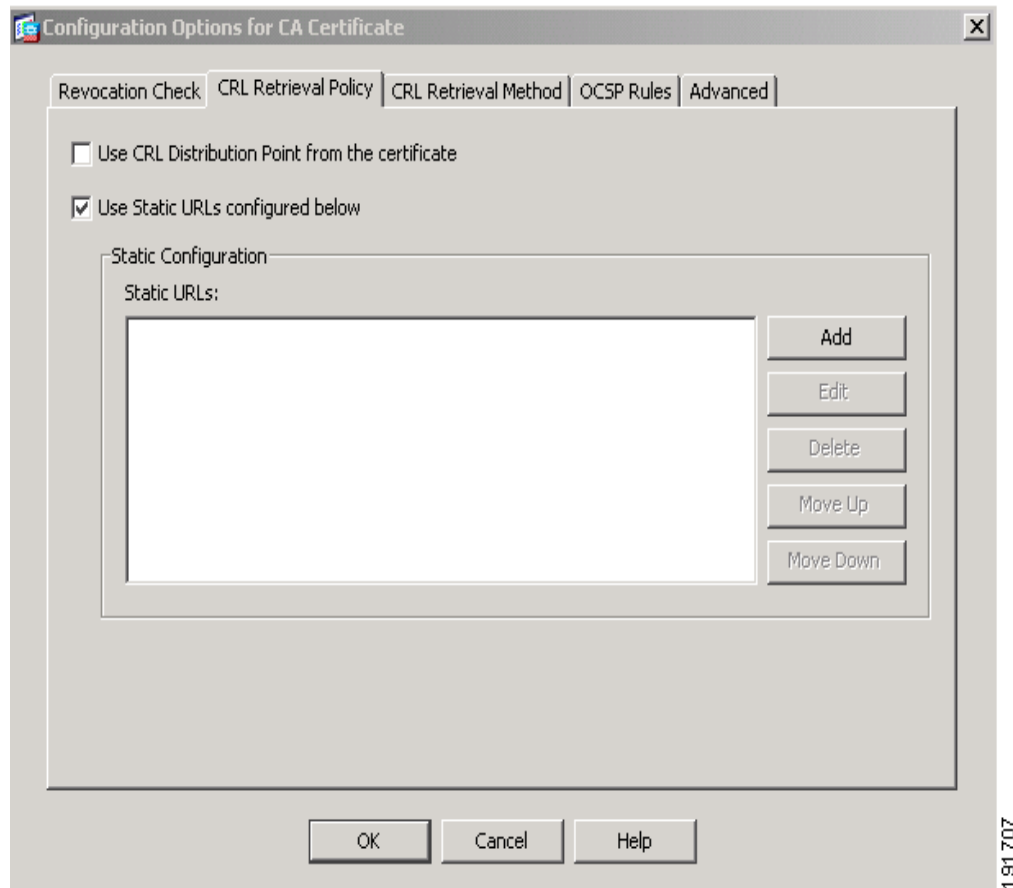 Configuration Options for CA Certificate
Revocation Check
CRL Retrieval Policy
CRL Retrieval Method
OCSP Rules
Advanced
Use CRL Distribution Point from the certificate
Use Static URLs configured below
Static Configuration
Static URLs:
Add
Edit
Delete
Move Up
Move Down
OK
Cancel
Help
191707